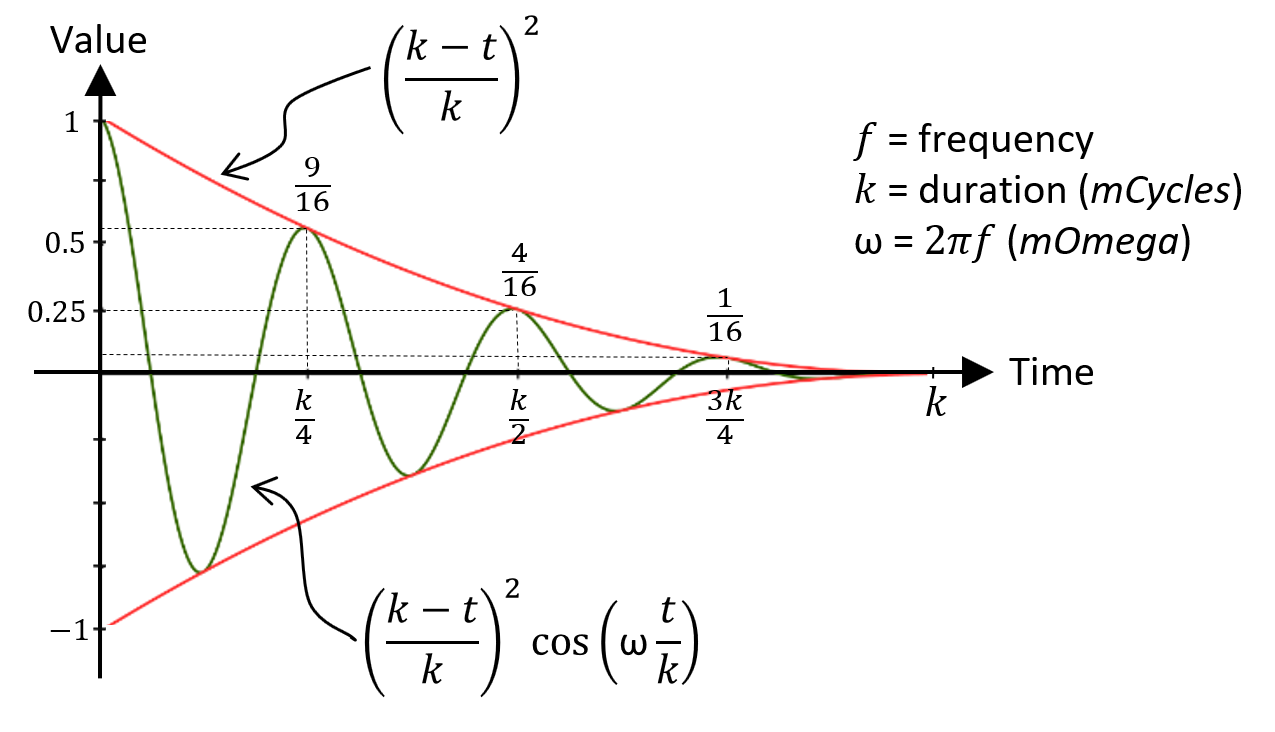 Value
((k − t)/k)²
1
9/16
f = frequency
k = duration (mCycles)
ω = 2πf (mOmega)
0.5
4/16
0.25
1/16
Time
k/4
k/2
3k/4
k
−1
((k − t)/k)² cos(ω t/k)